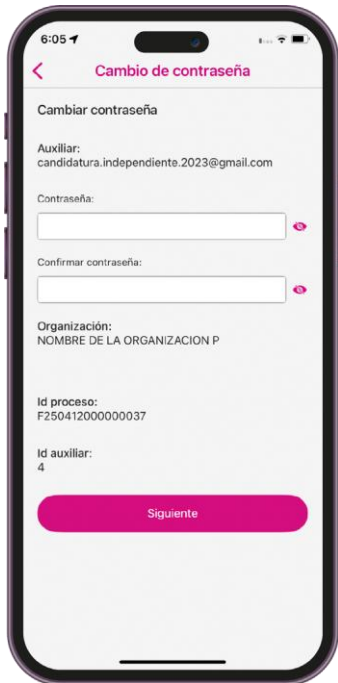 6:05
Cambio de contraseña
Cambiar contraseña
Auxiliar:
candidatura.independiente.2023@gmail.com
Contraseña:
Confirmar contraseña:
Organización:
NOMBRE DE LA ORGANIZACION P
Id proceso:
F250412000000037
Id auxiliar:
4
Siguiente